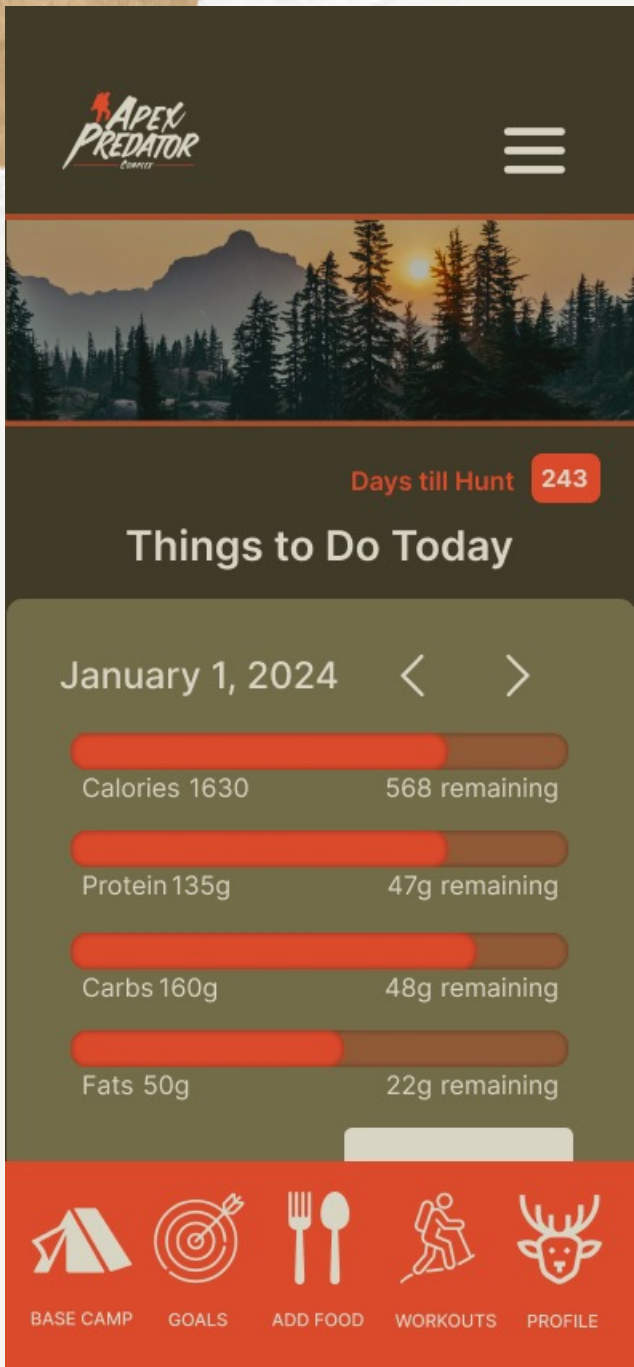 APEX
PREDATOR
COMPLEX
Days till Hunt 243
Things to Do Today
January 1, 2024
Calories 1630 568 remaining
Protein 135g 47g remaining
Carbs 160g 48g remaining
Fats 50g 22g remaining
BASE CAMP GOALS ADD FOOD WORKOUTS PROFILE